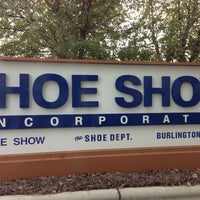 HOE SHO
NCORPORAT
E SHOW the SHOE DEPT. BURLINGTON